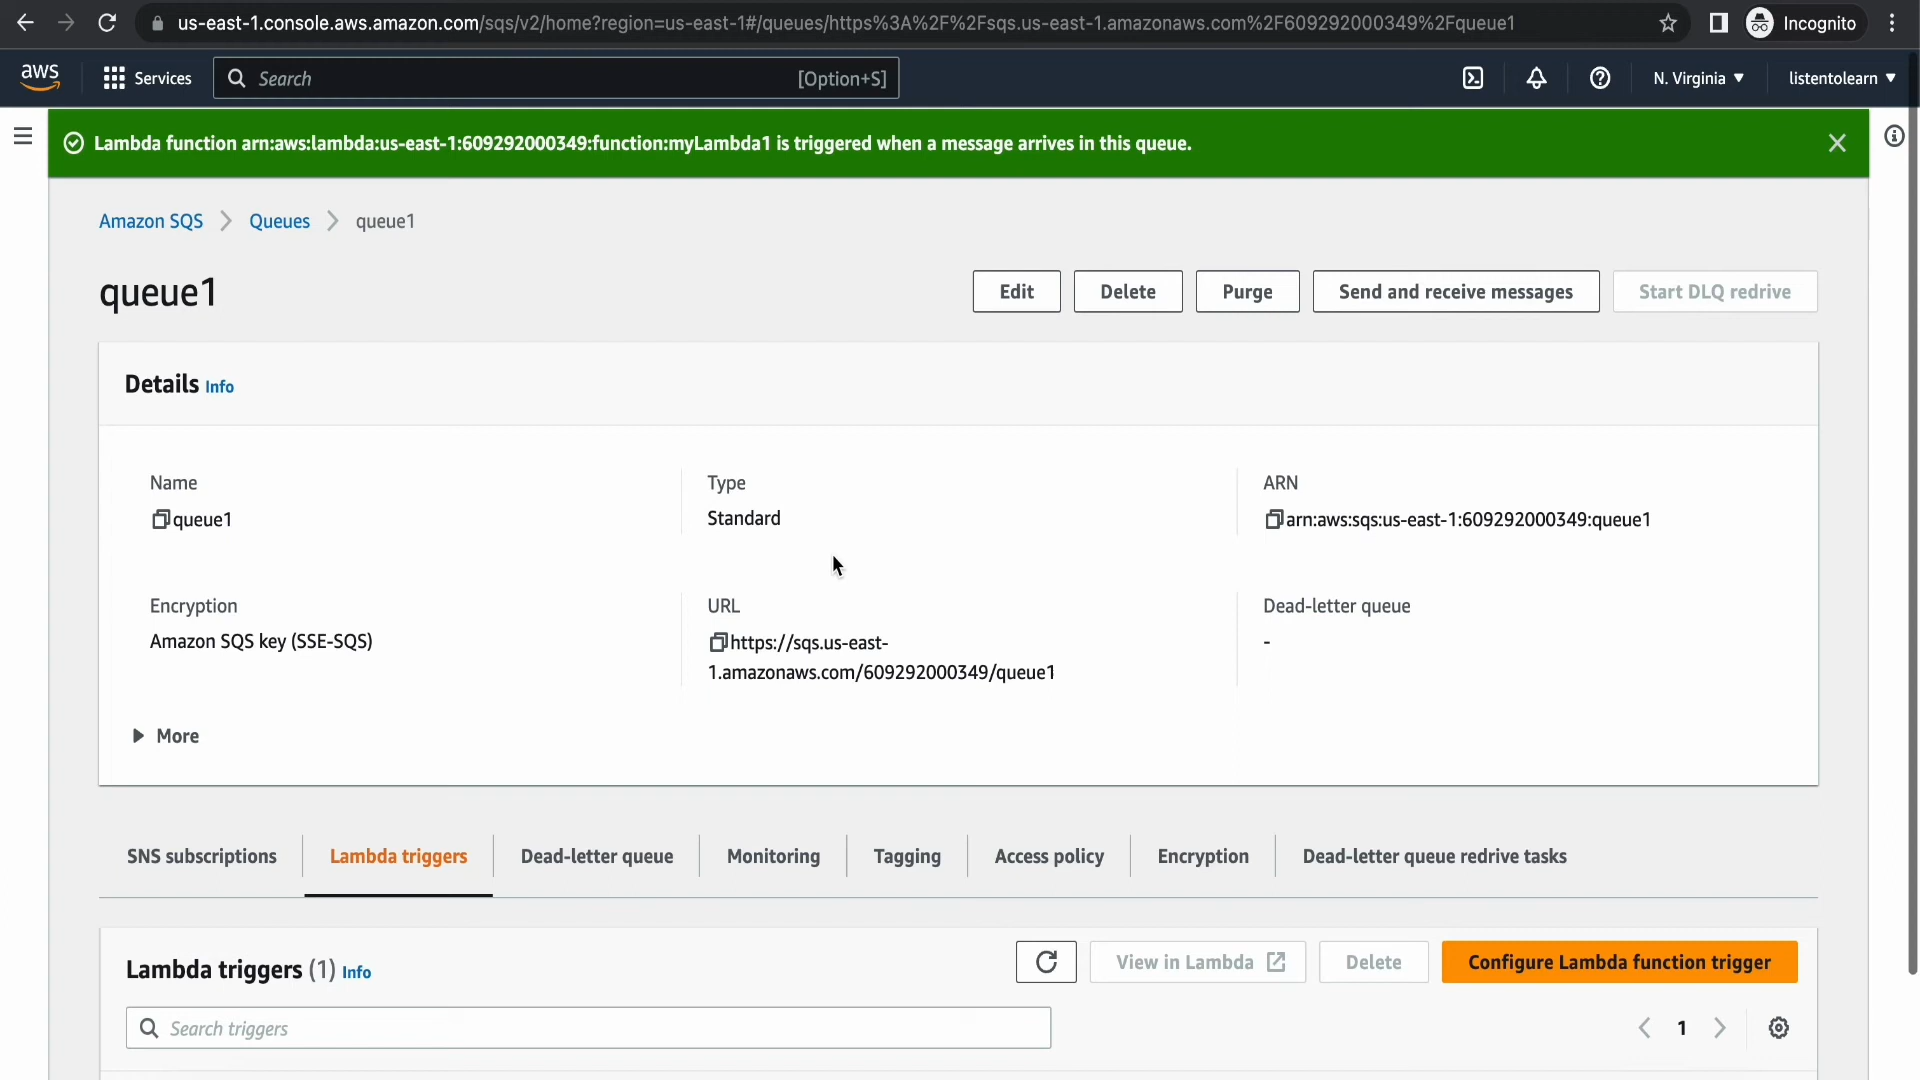 us-east-1.console.aws.amazon.com/sqs/v2/home?region=us-east-1#/queues/https%3A%2F%2Fsqs.us-east-1.amazonaws.com%2F609292000349%2Fqueue1
Incognito
aws
Services
Search
[Option+S]
N. Virginia
listentolearn
Lambda function arn:aws:lambda:us-east-1:609292000349:function:myLambda1 is triggered when a message arrives in this queue.
Amazon SQS
Queues
queue1
queue1
Edit
Delete
Purge
Send and receive messages
Start DLQ redrive
Details Info
Name
queue1
Type
Standard
ARN
arn:aws:sqs:us-east-1:609292000349:queue1
Encryption
Amazon SQS key (SSE-SQS)
URL
https://sqs.us-east-
1.amazonaws.com/609292000349/queue1
Dead-letter queue
-
More
SNS subscriptions
Lambda triggers
Dead-letter queue
Monitoring
Tagging
Access policy
Encryption
Dead-letter queue redrive tasks
Lambda triggers (1) Info
View in Lambda
Delete
Configure Lambda function trigger
Search triggers
1